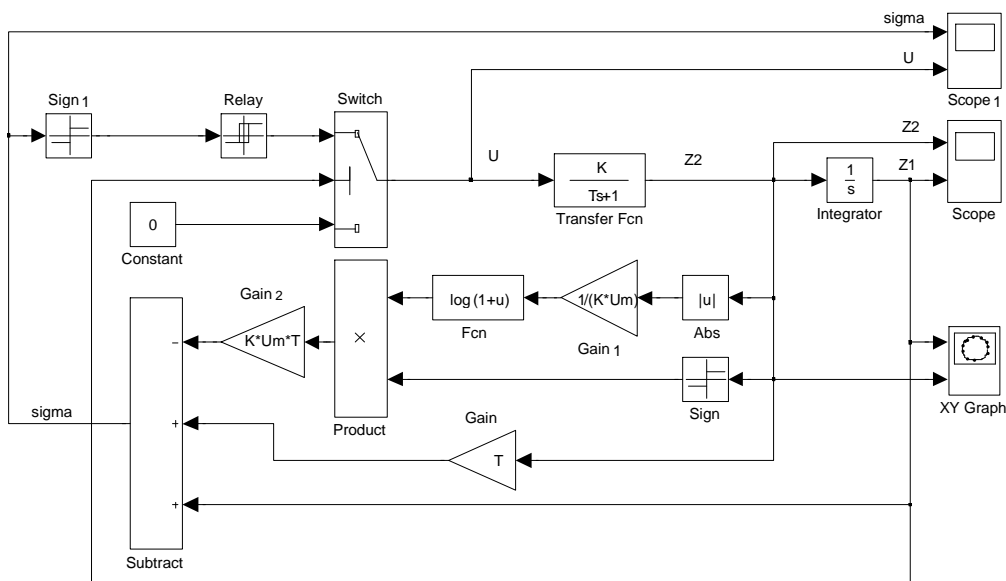 sigma
U
Scope 1
Sign 1
Relay
Switch
Z2
U
Z2
Z1
K
Ts+1
Transfer Fcn
1
s
Integrator
Scope
0
Constant
Gain 2
K*Um*T
×
Product
log (1+u)
Fcn
1/(K*Um)
Gain 1
|u|
Abs
Sign
XY Graph
−
sigma
+
Gain
T
+
Subtract